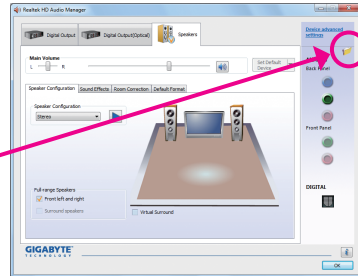 Realtek HD Audio Manager
Digital Output
Digital Output(Optical)
Speakers
Device advanced
settings
Main Volume
L
R
Set Default
Device
Back Panel
Speaker Configuration
Sound Effects
Room Correction
Default Format
Speaker Configuration
Stereo
Front Panel
Full-range Speakers
Front left and right
Surround speakers
Virtual Surround
DIGITAL
GIGABYTE
TECHNOLOGY
i
OK